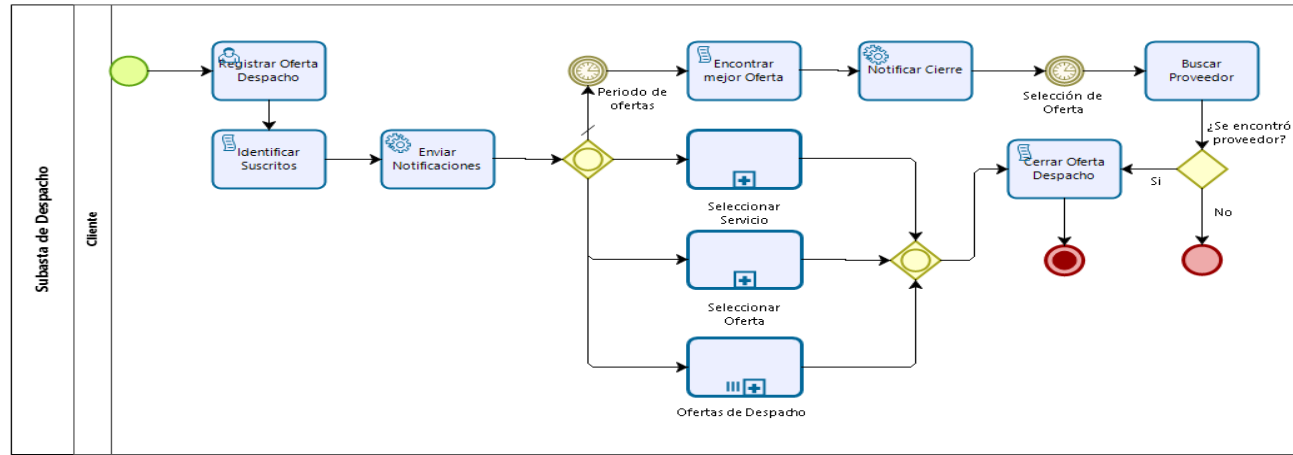 Subasta de Despacho
Cliente
Registrar Oferta
Despacho
Identificar
Suscritos
Enviar
Notificaciones
Periodo de
ofertas
Encontrar
mejor Oferta
Notificar Cierre
Selección de
Oferta
Buscar
Proveedor
¿Se encontró
proveedor?
Si
No
Cerrar Oferta
Despacho
Seleccionar
Servicio
Seleccionar
Oferta
Ofertas de Despacho